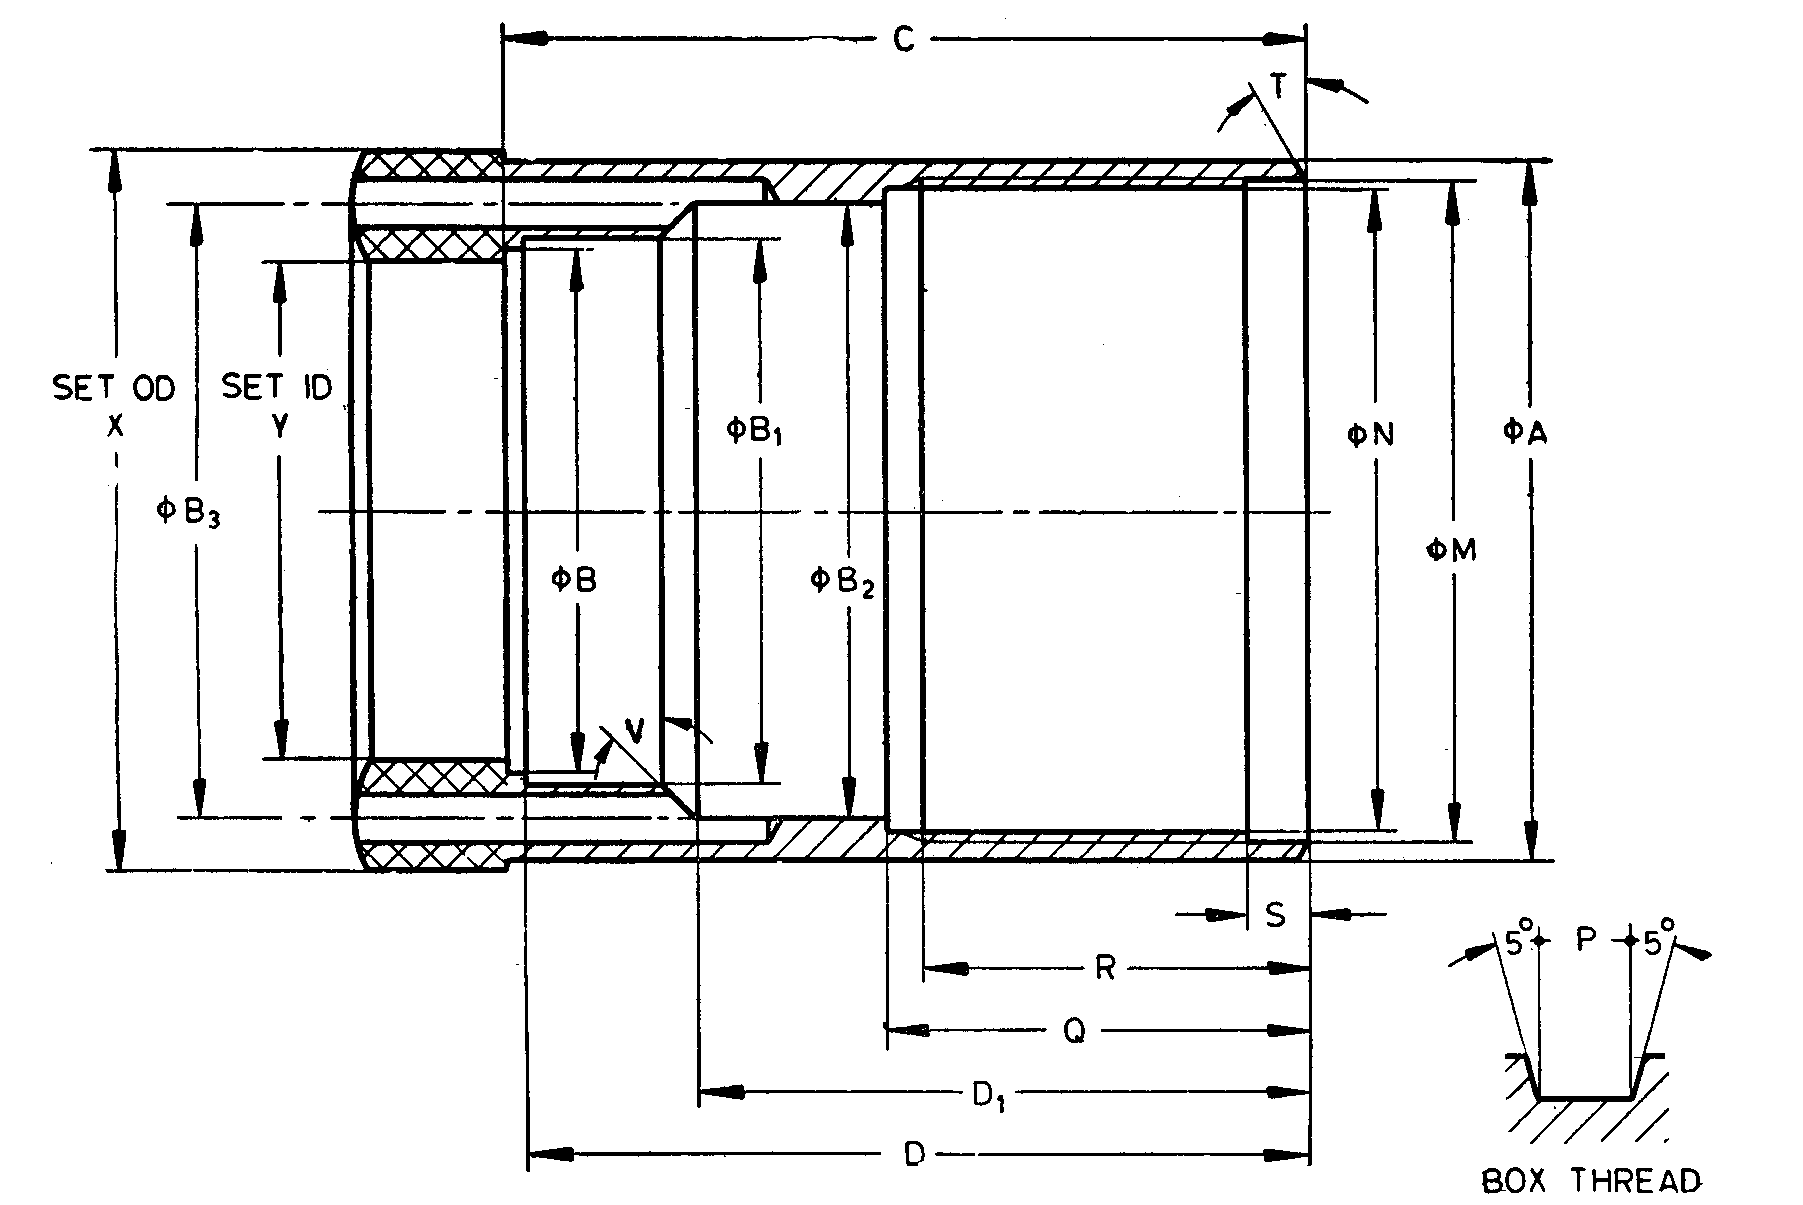 C
T
SET OD
X
SET ID
Y
ΦB1
ΦN
ΦA
ΦB3
ΦM
ΦB
ΦB2
V
S
5° P 5°
R
Q
D1
D
BOX THREAD